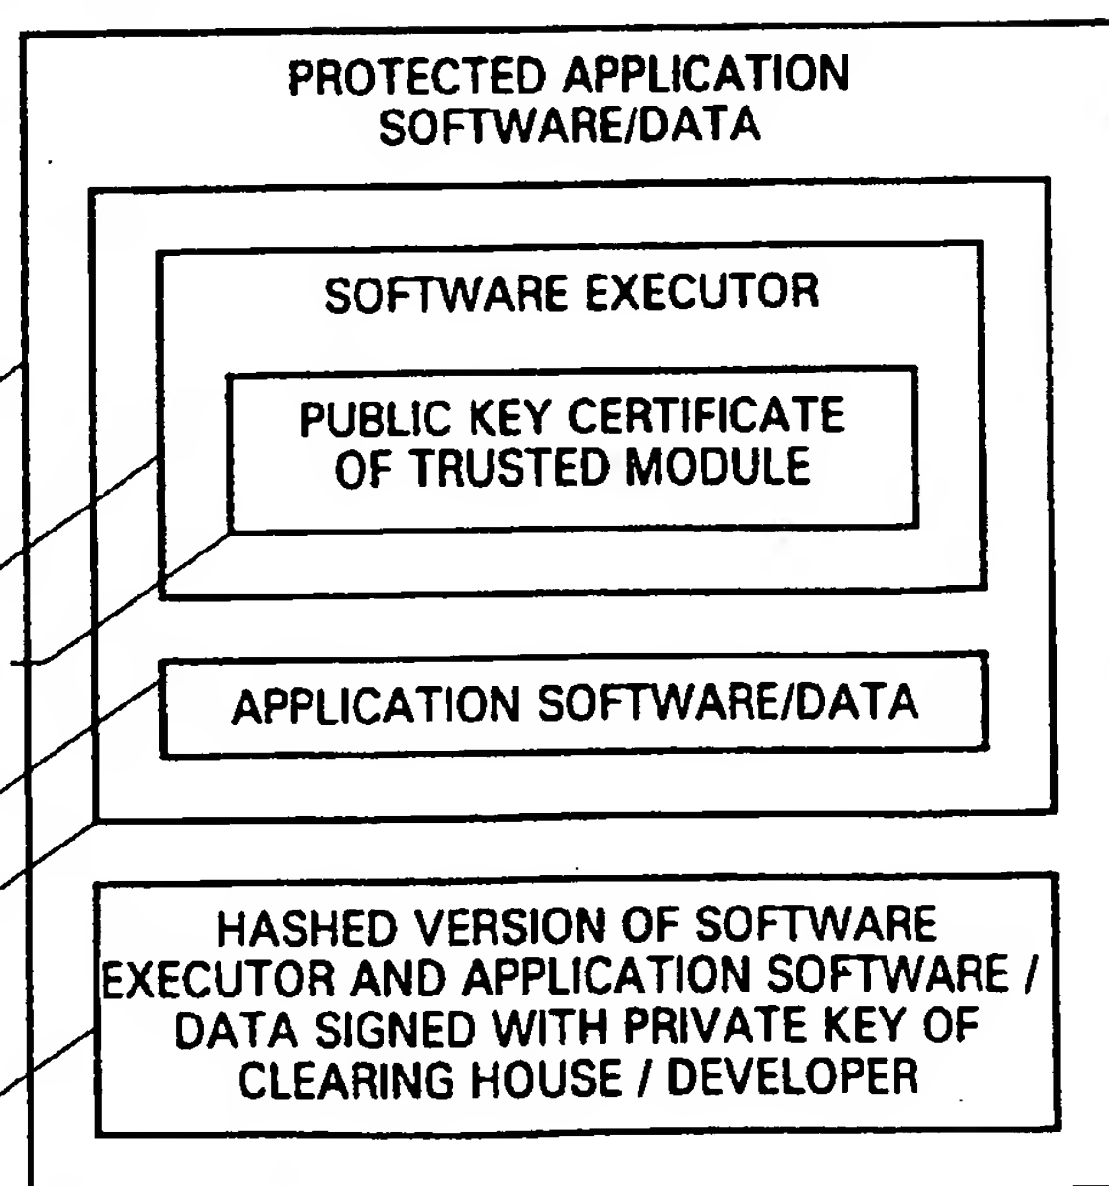 PROTECTED APPLICATION
SOFTWARE/DATA
SOFTWARE EXECUTOR
PUBLIC KEY CERTIFICATE
OF TRUSTED MODULE
APPLICATION SOFTWARE/DATA
HASHED VERSION OF SOFTWARE
EXECUTOR AND APPLICATION SOFTWARE /
DATA SIGNED WITH PRIVATE KEY OF
CLEARING HOUSE / DEVELOPER